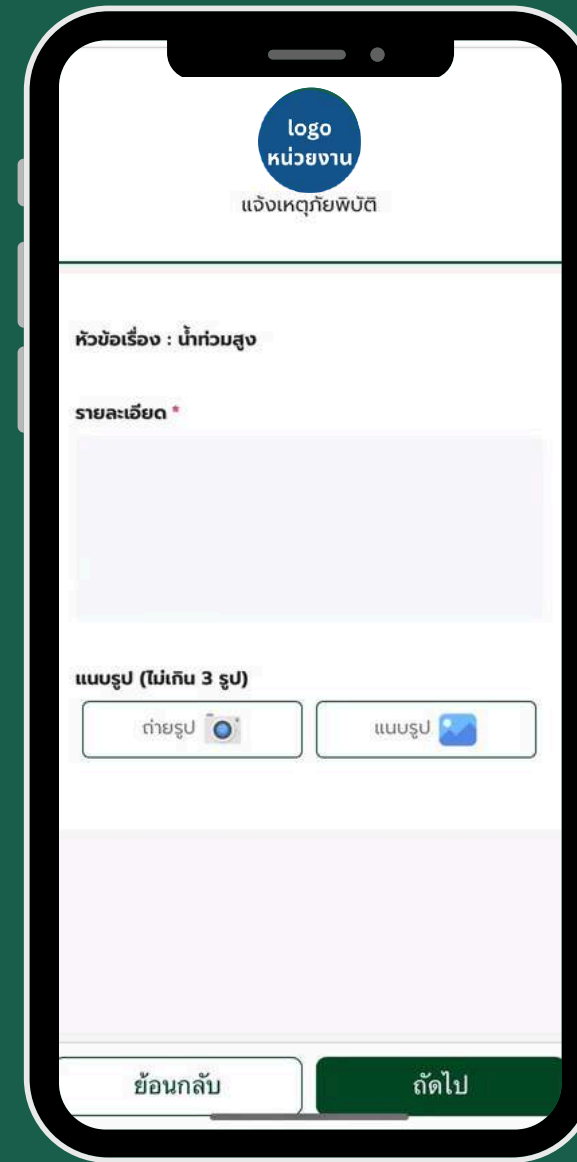 logo
หน่วยงาน
แจ้งเหตุภัยพิบัติ
หัวข้อเรื่อง : น้ำท่วมสูง
รายละเอียด *
แนบรูป (ไม่เกิน 3 รูป)
ถ่ายรูป
แนบรูป
ย้อนกลับ
ถัดไป